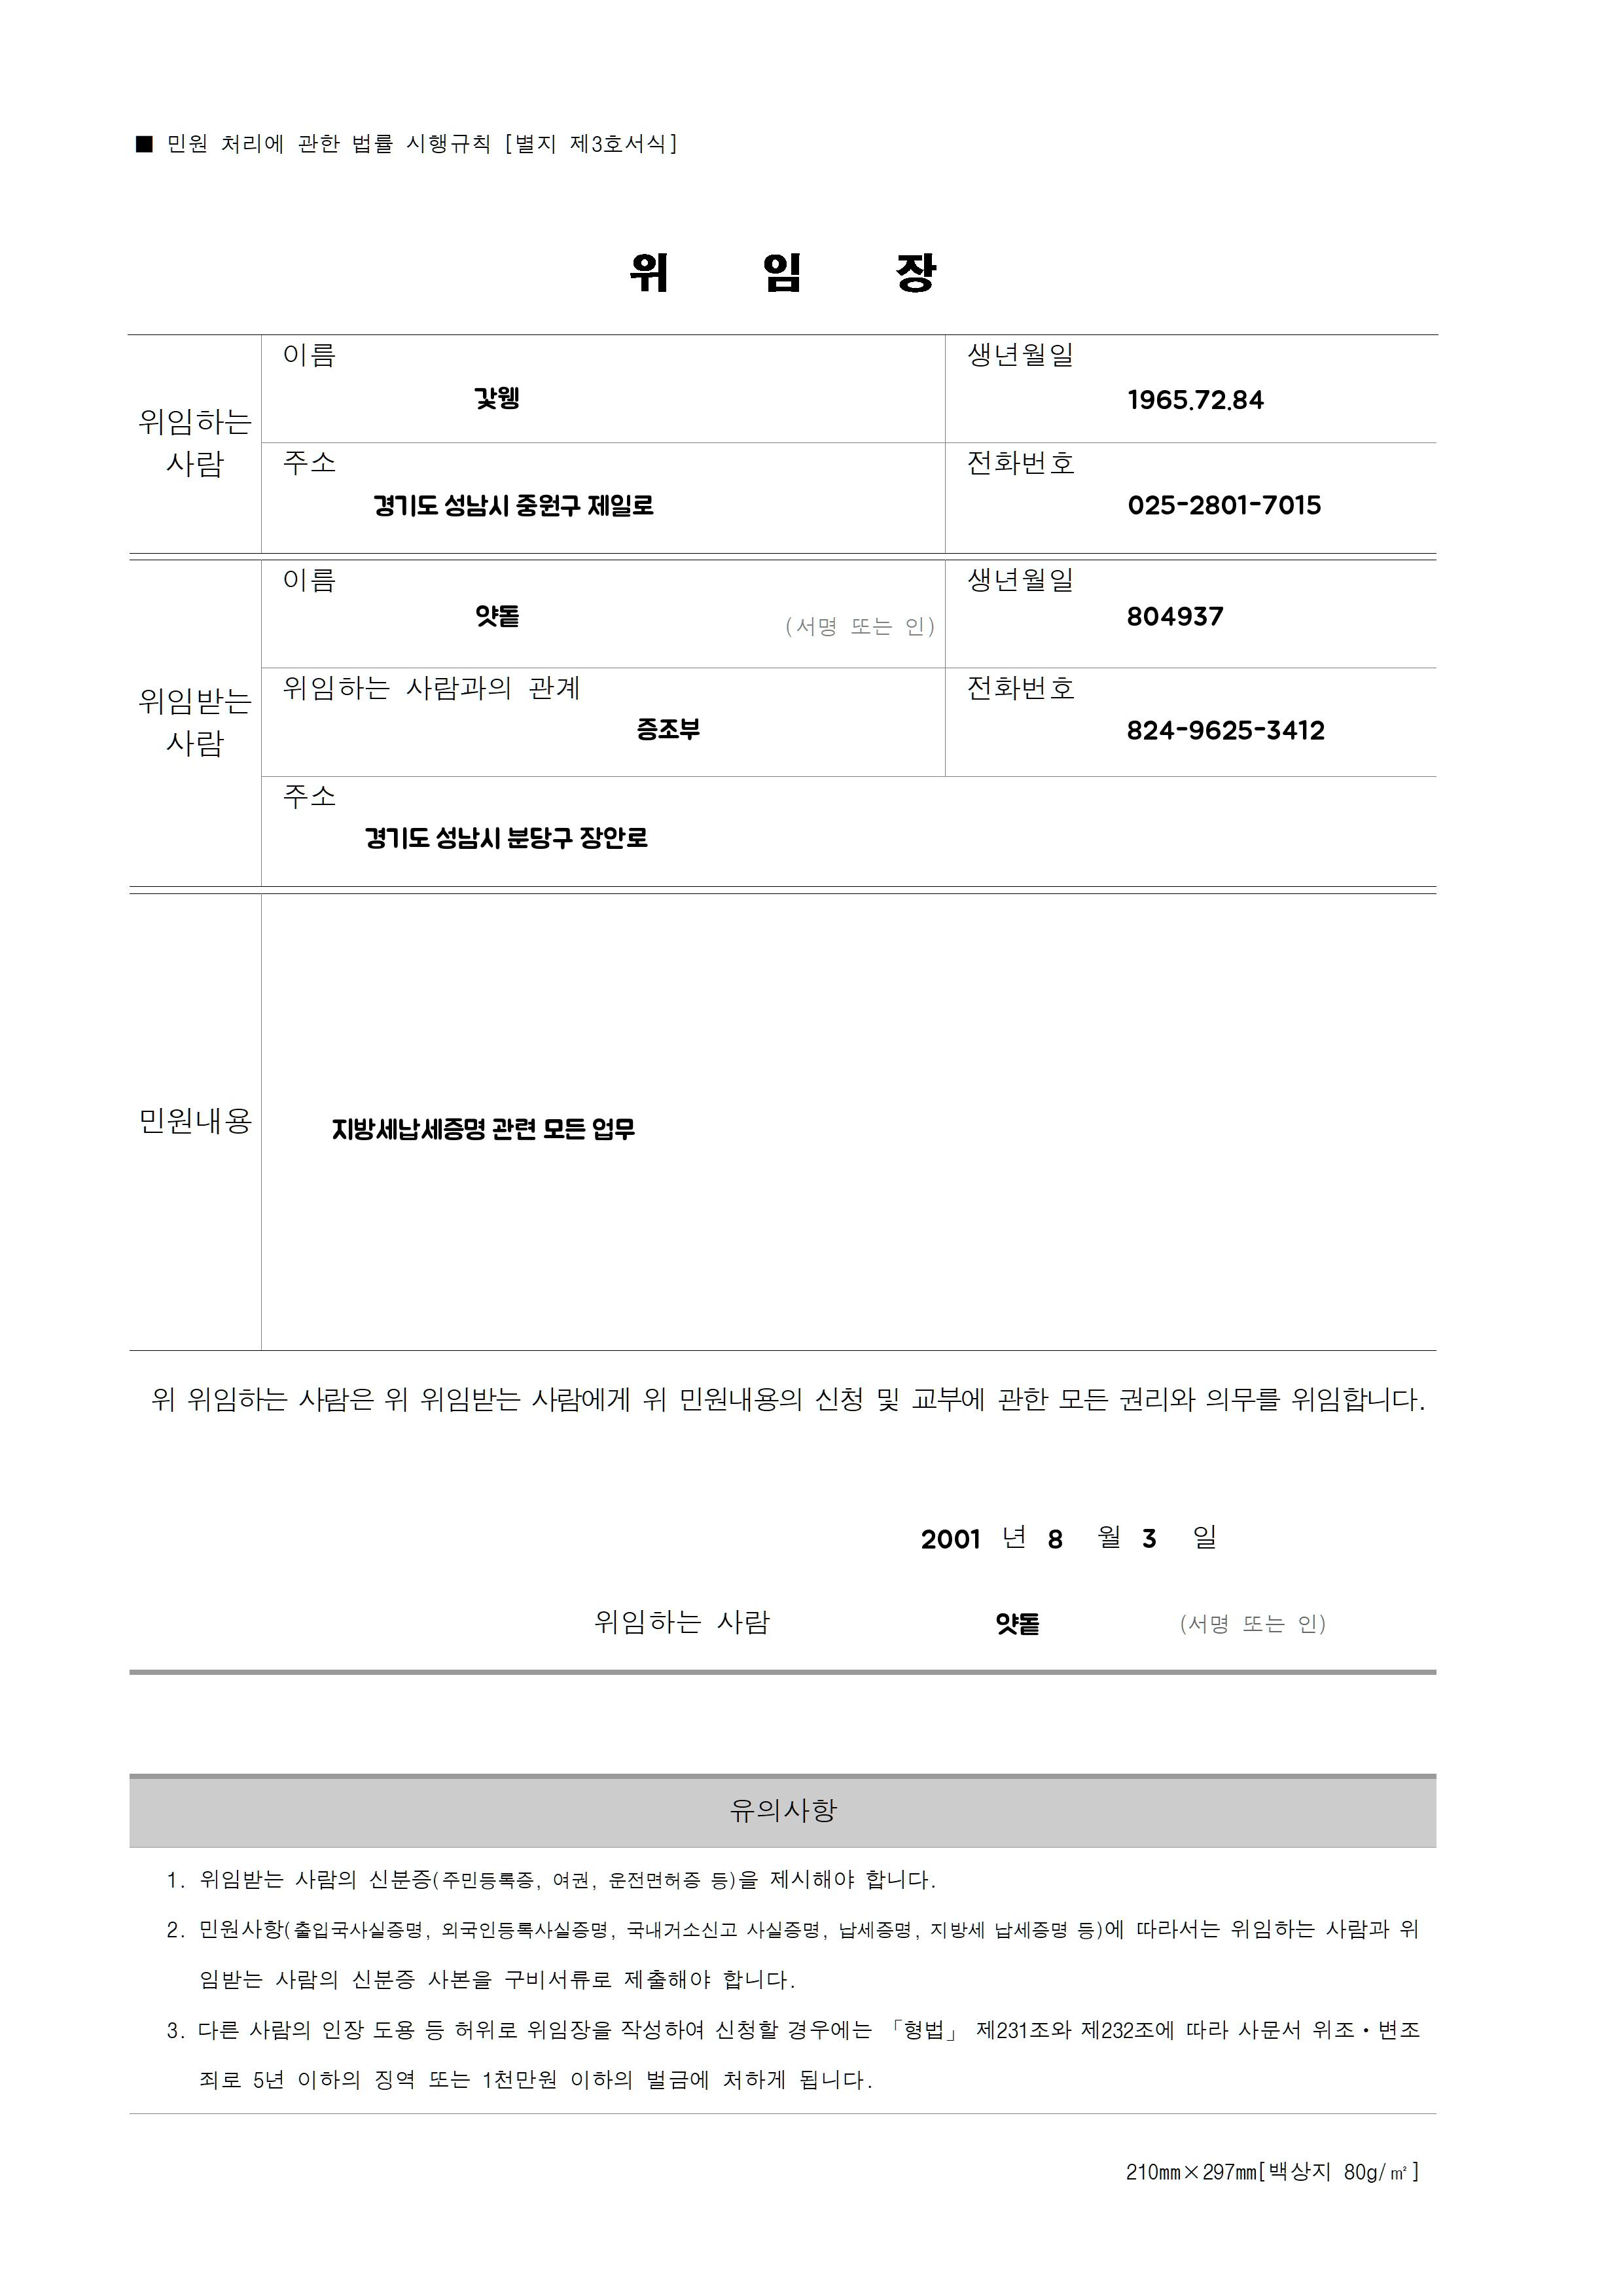 ■ 민원 처리에 관한 법률 시행규칙 [별지 제3호서식]
위 임 장
위임하는 사람
이름
갖웽
생년월일
1965.72.84
주소
경기도 성남시 중원구 제일로
전화번호
025-2801-7015
위임받는 사람
이름
얏돝
(서명 또는 인)
생년월일
804937
위임하는 사람과의 관계
증조부
전화번호
824-9625-3412
주소
경기도 성남시 분당구 장안로
민원내용
지방세납세증명 관련 모든 업무
위 위임하는 사람은 위 위임받는 사람에게 위 민원내용의 신청 및 교부에 관한 모든 권리와 의무를 위임합니다.
2001 년 8 월 3 일
위임하는 사람 얏돝 (서명 또는 인)
유의사항
1. 위임받는 사람의 신분증(주민등록증, 여권, 운전면허증 등)을 제시해야 합니다.
2. 민원사항(출입국사실증명, 외국인등록사실증명, 국내거소신고 사실증명, 납세증명, 지방세 납세증명 등)에 따라서는 위임하는 사람과 위
임받는 사람의 신분증 사본을 구비서류로 제출해야 합니다.
3. 다른 사람의 인장 도용 등 허위로 위임장을 작성하여 신청할 경우에는 「형법」 제231조와 제232조에 따라 사문서 위조・변조
죄로 5년 이하의 징역 또는 1천만원 이하의 벌금에 처하게 됩니다.
210㎜×297㎜[백상지 80g/㎡]